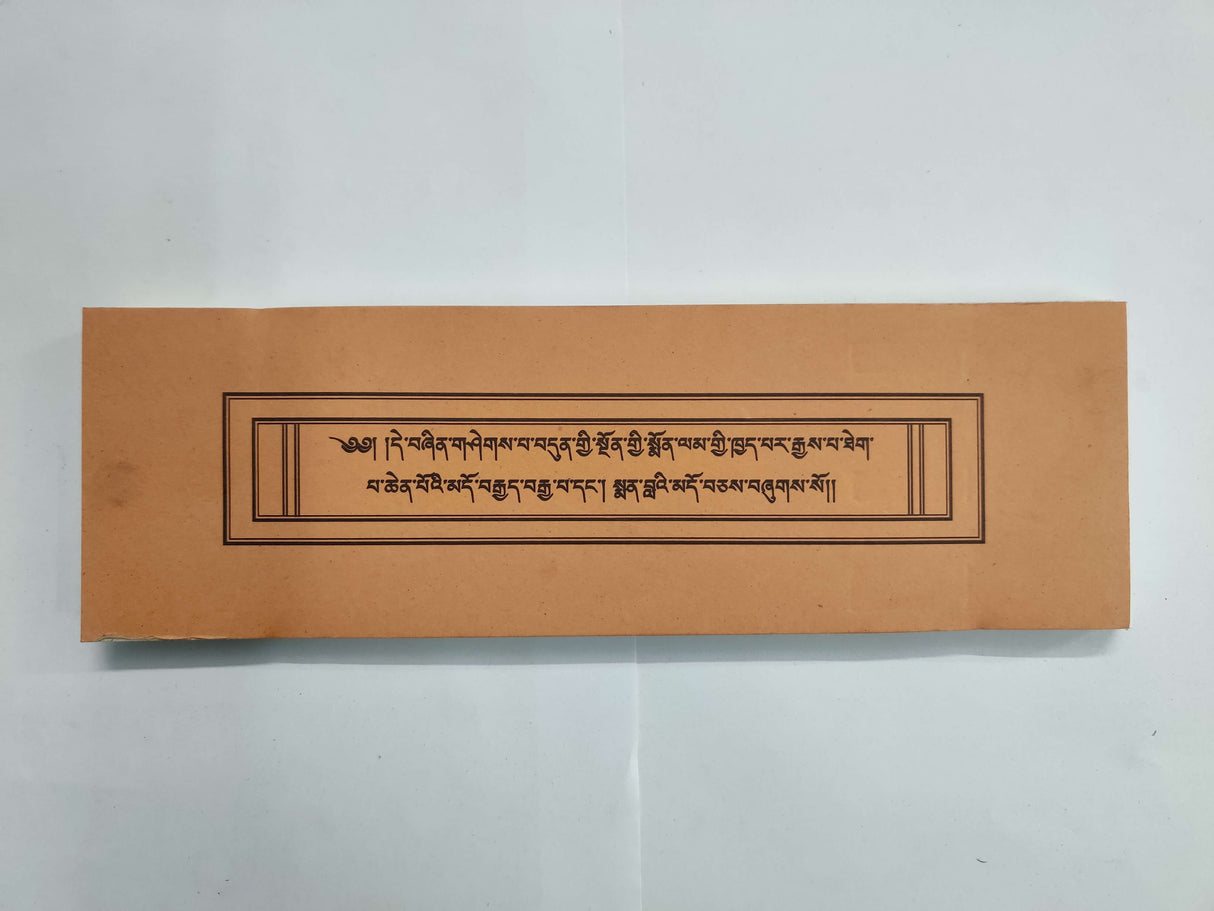 ༄༅། །དེ་བཞིན་གཤེགས་པ་བདུན་གྱི་སྔོན་གྱི་སྨོན་ལམ་གྱི་ཁྱད་པར་རྒྱས་པ་ཐེག་
པ་ཆེན་པོའི་མདོ་བརྒྱད་བརྒྱ་པ་དང་། སྨན་བླའི་མདོ་བཅས་བཞུགས་སོ།།